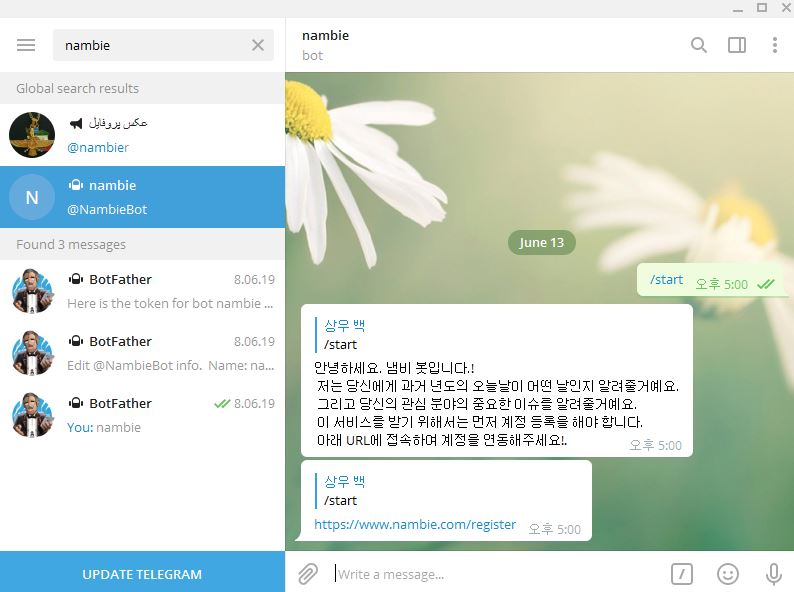 nambie
Global search results
عکس پروفایل
@nambier
N
nambie
@NambieBot
Found 3 messages
BotFather 8.06.19
Here is the token for bot nambie ...
BotFather 8.06.19
Edit @NambieBot info. Name: na...
BotFather 8.06.19
You: nambie
UPDATE TELEGRAM
nambie
bot
June 13
/start 오후 5:00
상우 백
/start
안녕하세요. 냄비 봇입니다.!
저는 당신에게 과거 년도의 오늘날이 어떤 날인지 알려줄거예요.
그리고 당신의 관심 분야의 중요한 이슈를 알려줄거예요.
이 서비스를 받기 위해서는 먼저 계정 등록을 해야 합니다.
아래 URL에 접속하여 계정을 연동해주세요!.
오후 5:00
상우 백
/start
https://www.nambie.com/register 오후 5:00
Write a message...